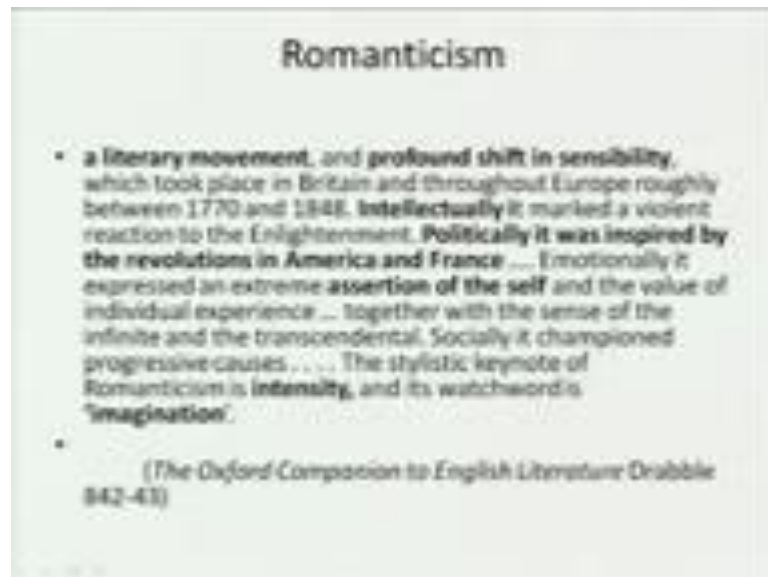 Romanticism
• a literary movement, and profound shift in sensibility,
which took place in Britain and throughout Europe roughly
between 1770 and 1848. Intellectually it marked a violent
reaction to the Enlightenment. Politically it was inspired by
the revolutions in America and France .... Emotionally it
expressed an extreme assertion of the self and the value of
individual experience ... together with the sense of the
infinite and the transcendental. Socially it championed
progressive causes . . . . The stylistic keynote of
Romanticism is intensity, and its watchword is
'imagination'.
•
(The Oxford Companion to English Literature Drabble
842-43)